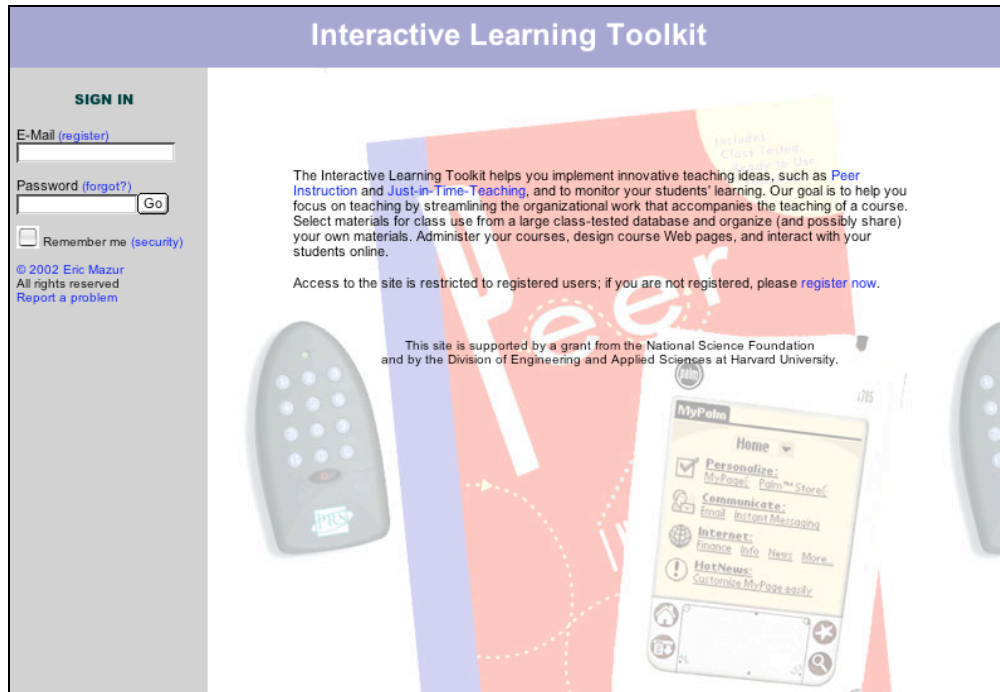 Interactive Learning Toolkit
SIGN IN
E-Mail (register)
Password (forgot?)
Go
Remember me (security)
© 2002 Eric Mazur
All rights reserved
Report a problem
Includes:
Class Tested,
Ready to Use
The Interactive Learning Toolkit helps you implement innovative teaching ideas, such as Peer
Instruction and Just-in-Time-Teaching, and to monitor your students' learning. Our goal is to help you
focus on teaching by streamlining the organizational work that accompanies the teaching of a course.
Select materials for class use from a large class-tested database and organize (and possibly share)
your own materials. Administer your courses, design course Web pages, and interact with your
students online.
Access to the site is restricted to registered users; if you are not registered, please register now.
Peer
This site is supported by a grant from the National Science Foundation
and by the Division of Engineering and Applied Sciences at Harvard University.
palm
MyPalm
Home
Personalize:
MyPage Palm™ Store
Communicate:
Email Instant Messaging
Internet:
Finance Info News More...
HotNews:
Customize MyPage easily
PRS